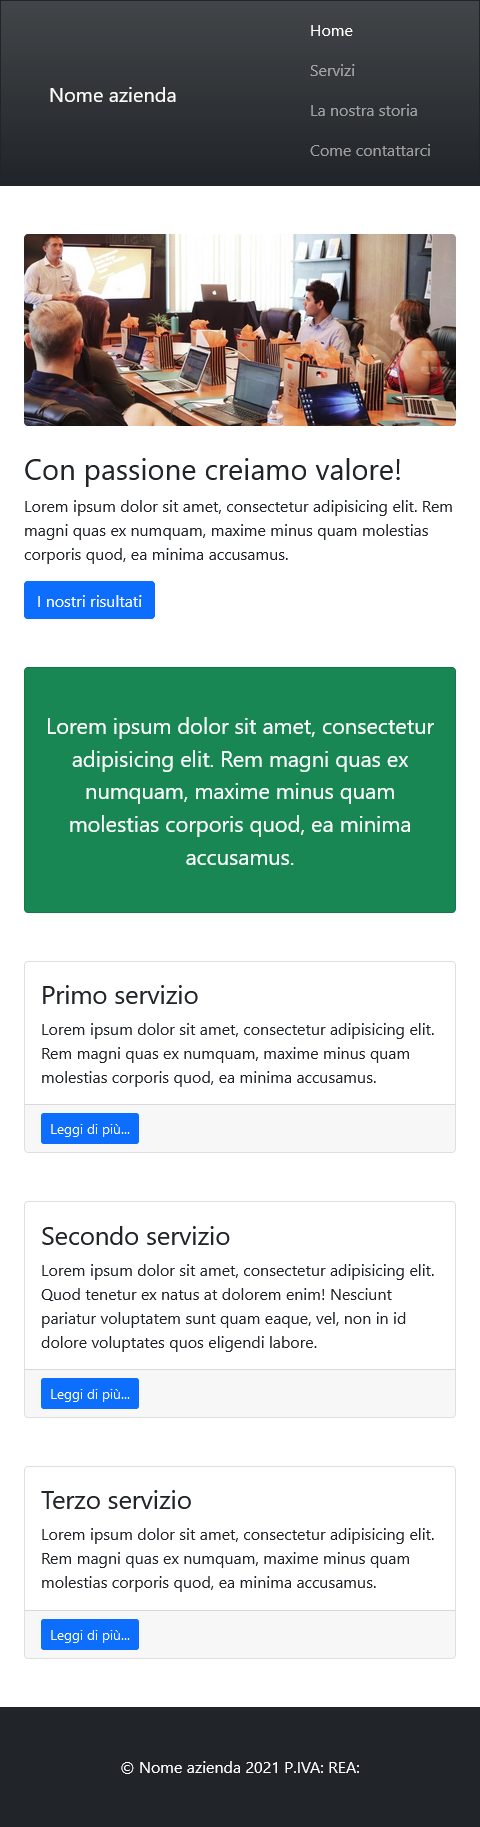 Nome azienda
Home
Servizi
La nostra storia
Come contattarci
Con passione creiamo valore!
Lorem ipsum dolor sit amet, consectetur adipisicing elit. Rem
magni quas ex numquam, maxime minus quam molestias
corporis quod, ea minima accusamus.
I nostri risultati
Lorem ipsum dolor sit amet, consectetur
adipisicing elit. Rem magni quas ex
numquam, maxime minus quam
molestias corporis quod, ea minima
accusamus.
Primo servizio
Lorem ipsum dolor sit amet, consectetur adipisicing elit.
Rem magni quas ex numquam, maxime minus quam
molestias corporis quod, ea minima accusamus.
Leggi di più...
Secondo servizio
Lorem ipsum dolor sit amet, consectetur adipisicing elit.
Quod tenetur ex natus at dolorem enim! Nesciunt
pariatur voluptatem sunt quam eaque, vel, non in id
dolore voluptates quos eligendi labore.
Leggi di più...
Terzo servizio
Lorem ipsum dolor sit amet, consectetur adipisicing elit.
Rem magni quas ex numquam, maxime minus quam
molestias corporis quod, ea minima accusamus.
Leggi di più...
© Nome azienda 2021 P.IVA: REA: